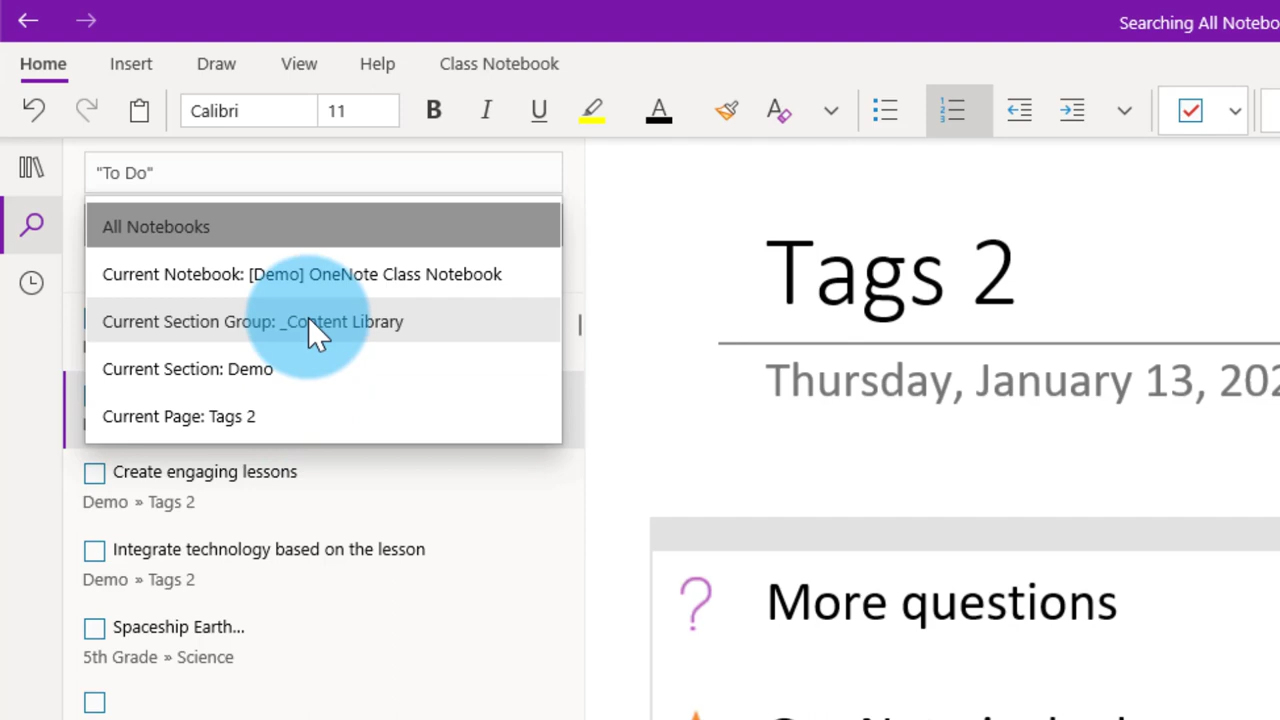 Searching All Notebo
Home Insert Draw View Help Class Notebook
Calibri 11 B I U A A
"To Do"
All Notebooks
Current Notebook: [Demo] OneNote Class Notebook
Current Section Group: _Content Library
Current Section: Demo
Current Page: Tags 2
Create engaging lessons
Demo » Tags 2
Integrate technology based on the lesson
Demo » Tags 2
Spaceship Earth...
5th Grade » Science
Tags 2
Thursday, January 13, 202
? More questions